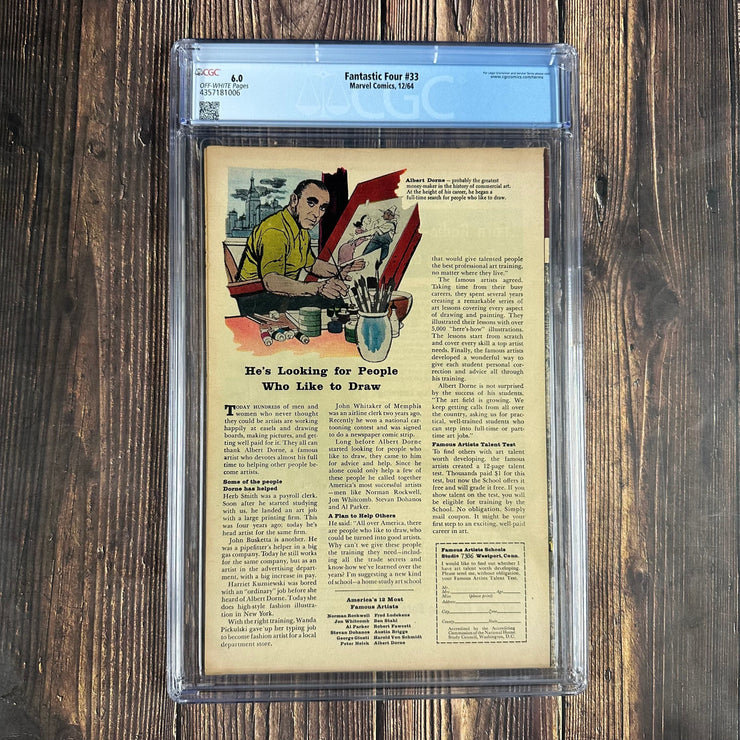 CGC 6.0
OFF-WHITE Pages
4357181006
Fantastic Four #33
Marvel Comics, 12/64
www.cgccomics.com/terms
CGC
Albert Dorne — probably the greatest
money-maker in the history of commercial art.
At the height of his career, he began a
full-time search for people who like to draw.
He's Looking for People
Who Like to Draw
TODAY HUNDREDS of men and
women who never thought
they could be artists are working
happily at easels and drawing
boards, making pictures, and get-
ting well paid for it. They all can
thank Albert Dorne, a famous
artist who devotes almost his full
time to helping other people be-
come artists.
Some of the people
Dorne has helped
Herb Smith was a payroll clerk.
Soon after he started studying
with us, he landed an art job
with a large printing firm. This
was four years ago; today he's
head artist for the same firm.
John Busketta is another. He
was a pipefitter's helper in a big
gas company. Today he still works
for the same company, but as an
artist in the advertising depart-
ment, with a big increase in pay.
Harriet Kuzniewski was bored
with an "ordinary" job before she
heard of Albert Dorne. Today she
does high-style fashion illustra-
tion in New York.
With the right training, Wanda
Pickulski gave up her typing job
to become fashion artist for a local
department store.
John Whitaker of Memphis
was an airline clerk two years ago.
Recently he won a national car-
tooning contest and was signed
to do a newspaper comic strip.
Long before Albert Dorne
started looking for people who
like to draw, they came to him
for advice and help. Since he
alone could only help a few of
these people he called together
America's most successful artists
—men like Norman Rockwell,
Jon Whitcomb, Stevan Dohanos
and Al Parker.
A Plan to Help Others
He said: "All over America, there
are people who like to draw, who
could be turned into good artists.
Why can't we give these people
the training they need—includ-
ing all the trade secrets and
know-how we've learned over the
years! I'm suggesting a new kind
of school—a home study art school
America's 12 Most
Famous Artists
Norman Rockwell Fred Ludekens
Jon Whitcomb Ben Stahl
Al Parker Robert Fawcett
Stevan Dohanos Austin Briggs
George Giusti Harold Von Schmidt
Peter Helck Albert Dorne
that would give talented people
the best professional art training,
no matter where they live."
The famous artists agreed.
Taking time from their busy
careers, they spent several years
creating a remarkable series of
art lessons covering every aspect
of drawing and painting. They
illustrated their lessons with over
5,000 "here's-how" illustrations.
The lessons start from scratch
and cover every skill a top artist
needs. Finally, the famous artists
developed a wonderful way to
give each student personal cor-
rection and advice all through
his training.
Albert Dorne is not surprised
by the success of his students.
"The art field is growing. We
keep getting calls from all over
the country, asking us for prac-
tical, well-trained students who
can step into full-time or part-
time art jobs."
Famous Artists Talent Test
To find others with art talent
worth developing, the famous
artists created a 12-page talent
test. Thousands paid $1 for this
test, but now the School offers it
free and will grade it free. If you
show talent on the test, you will
be eligible for training by the
School. No obligation. Simply
mail coupon. It might be your
first step to an exciting, well-paid
career in art.
Famous Artists Schools
Studio 7306 Westport, Conn.
I would like to find out whether I
have art talent worth developing.
Please send me, without obligation,
your Famous Artists Talent Test.
Mr.
Mrs. Age
Miss (please print)
Address
City Zone
County State
Accredited by the Accrediting
Commission of the National Home
Study Council, Washington, D.C.